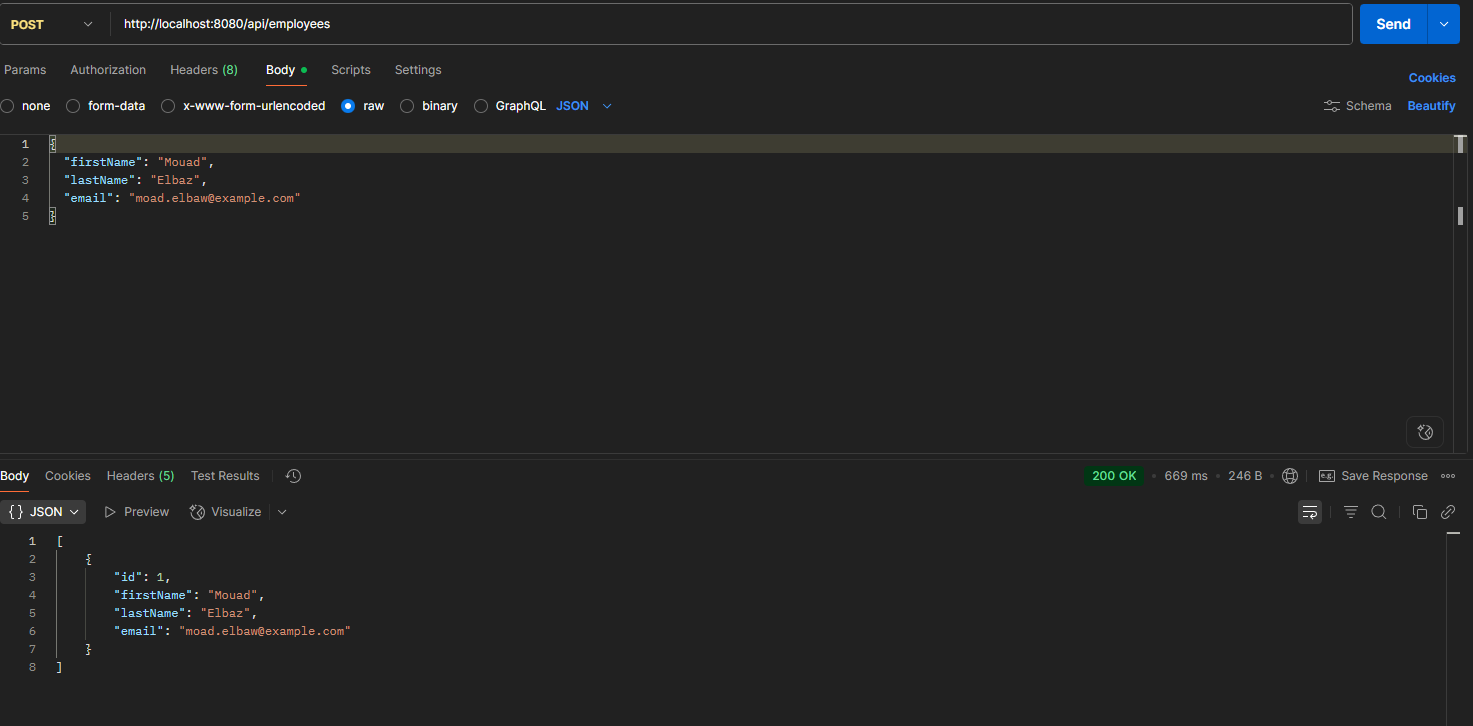 POST http://localhost:8080/api/employees Send
Params Authorization Headers (8) Body Scripts Settings Cookies
none form-data x-www-form-urlencoded raw binary GraphQL JSON Schema Beautify
1 {
2 "firstName": "Mouad",
3 "lastName": "Elbaz",
4 "email": "moad.elbaw@example.com"
5 }
Body Cookies Headers (5) Test Results 200 OK • 669 ms • 246 B • e.g. Save Response
{} JSON Preview Visualize
1 [
2 {
3 "id": 1,
4 "firstName": "Mouad",
5 "lastName": "Elbaz",
6 "email": "moad.elbaw@example.com"
7 }
8 ]